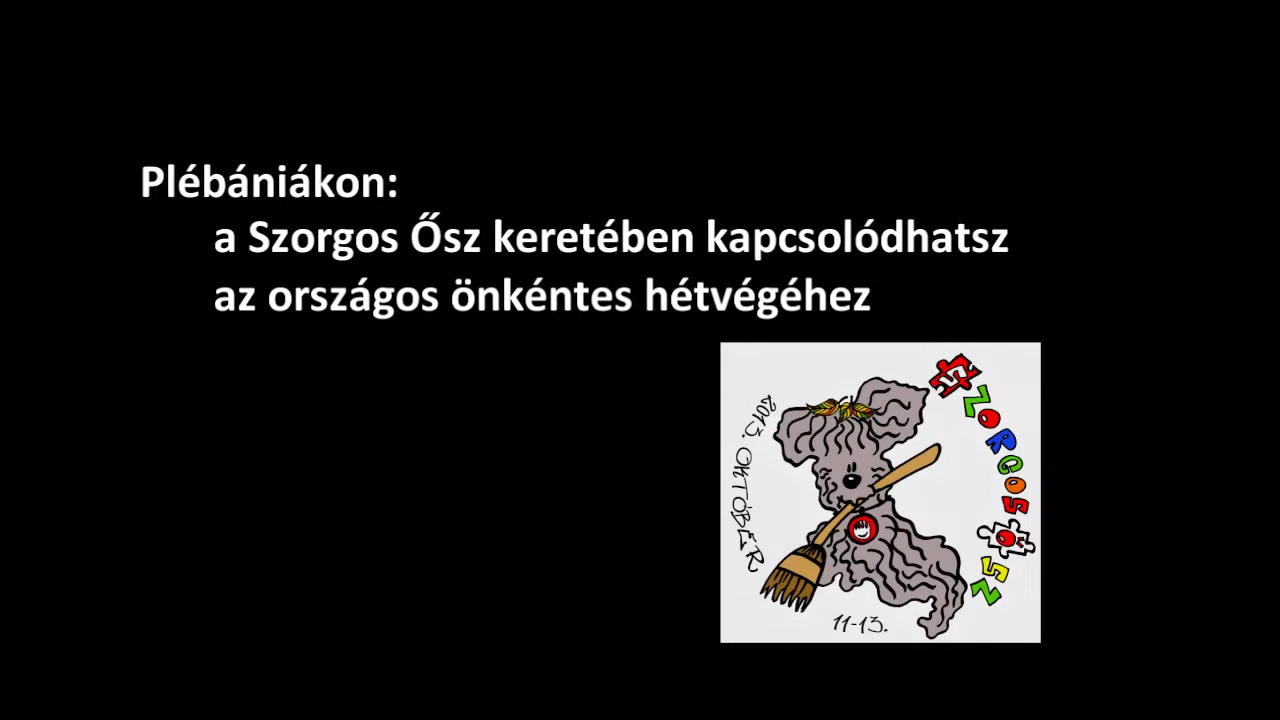 Plébániákon:
a Szorgos Ősz keretében kapcsolódhatsz
az országos önkéntes hétvégéhez
2013. OKTÓBER
11-13.
SZORGOS ŐSZ